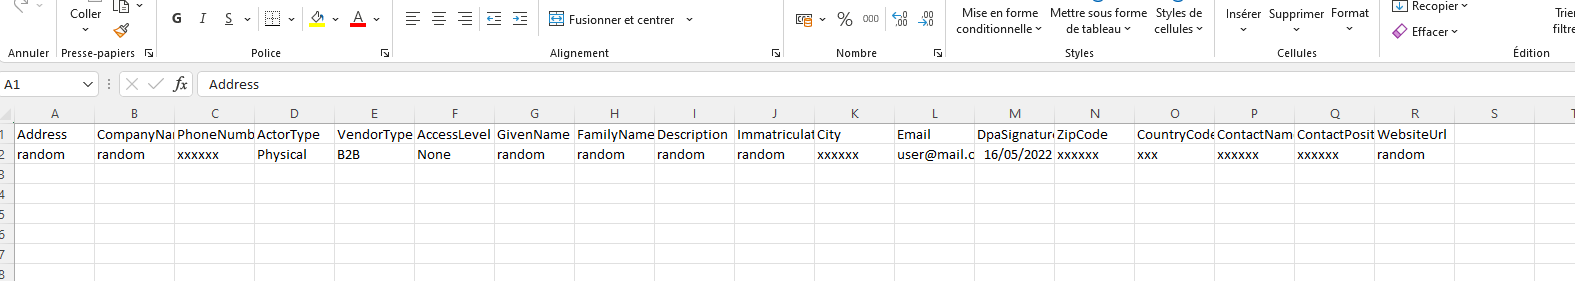 Coller
G I S
Fusionner et centrer
% 000
Mise en forme conditionnelle
Mettre sous forme de tableau
Styles de cellules
Insérer Supprimer Format
Recopier
Effacer
Trier
filtre
Annuler Presse-papiers Police Alignement Nombre Styles Cellules Édition
A1 fx Address
A B C D E F G H I J K L M N O P Q R S T
1 Address CompanyNa PhoneNumb ActorType VendorType AccessLevel GivenName FamilyName Description Immatriculat City Email DpaSignature ZipCode CountryCode ContactNam ContactPosit WebsiteUrl
2 random random xxxxxx Physical B2B None random random random random xxxxxx user@mail.c 16/05/2022 xxxxxx xxx xxxxxx xxxxxx random
3
4
5
6
7
8